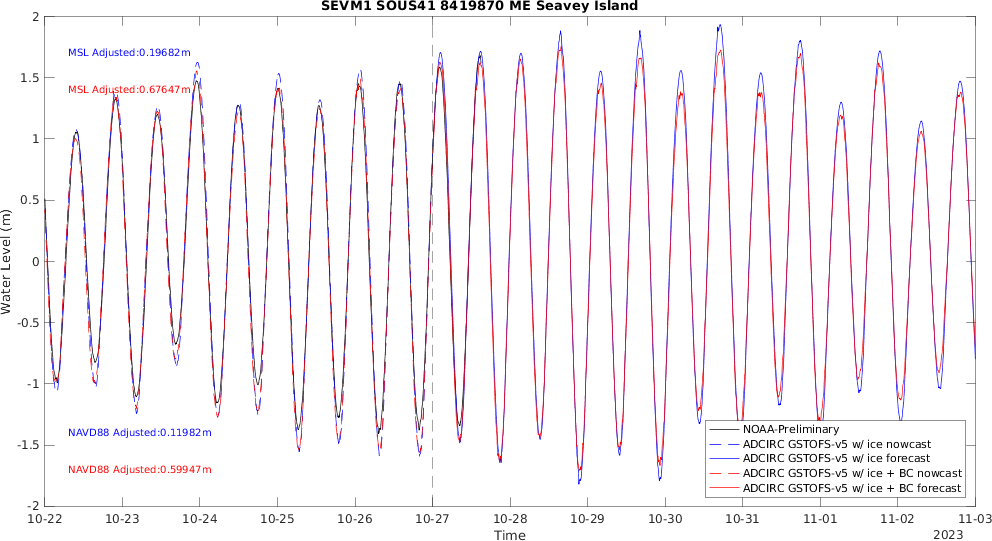 SEVM1 SOUS41 8419870 ME Seavey Island
2
1.5
1
0.5
0
-0.5
-1
-1.5
-2
Water Level (m)
MSL Adjusted:0.19682m
MSL Adjusted:0.67647m
NAVD88 Adjusted:0.11982m
NAVD88 Adjusted:0.59947m
NOAA-Preliminary
ADCIRC GSTOFS-v5 w/ ice nowcast
ADCIRC GSTOFS-v5 w/ ice forecast
ADCIRC GSTOFS-v5 w/ ice + BC nowcast
ADCIRC GSTOFS-v5 w/ ice + BC forecast
10-22 10-23 10-24 10-25 10-26 10-27 10-28 10-29 10-30 10-31 11-01 11-02 11-03
Time
2023